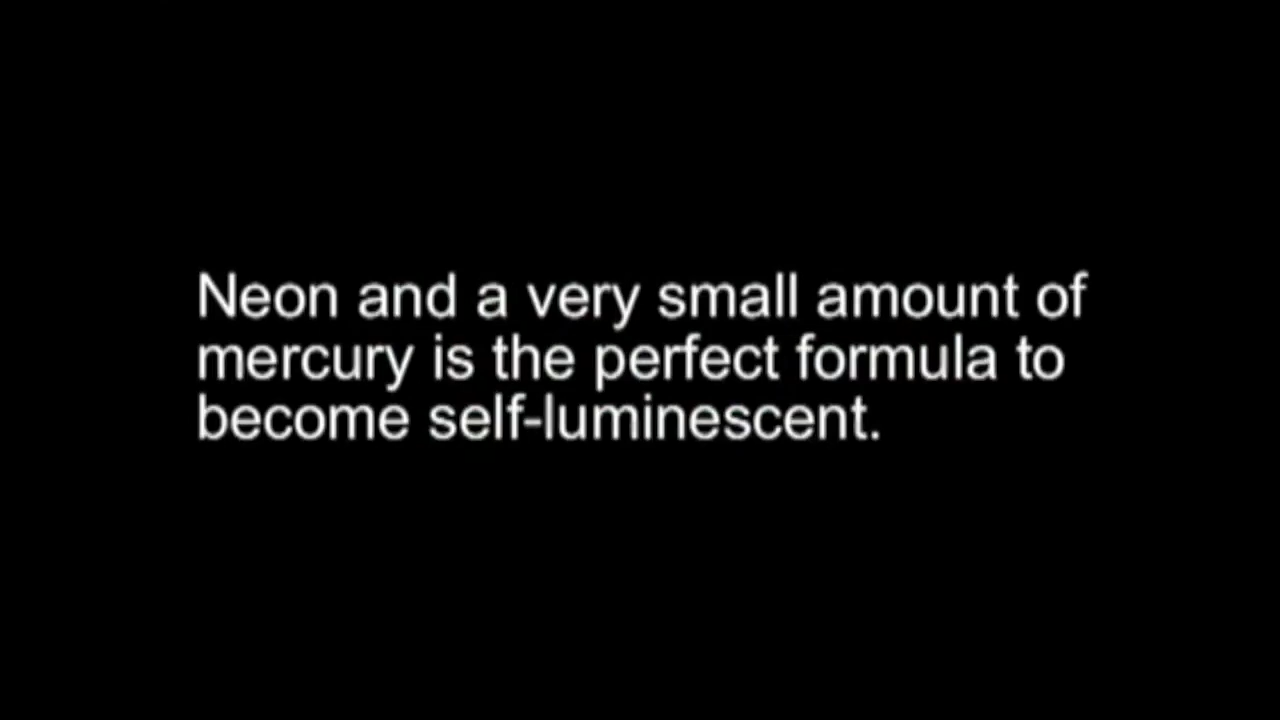 Neon and a very small amount of
mercury is the perfect formula to
become self-luminescent.